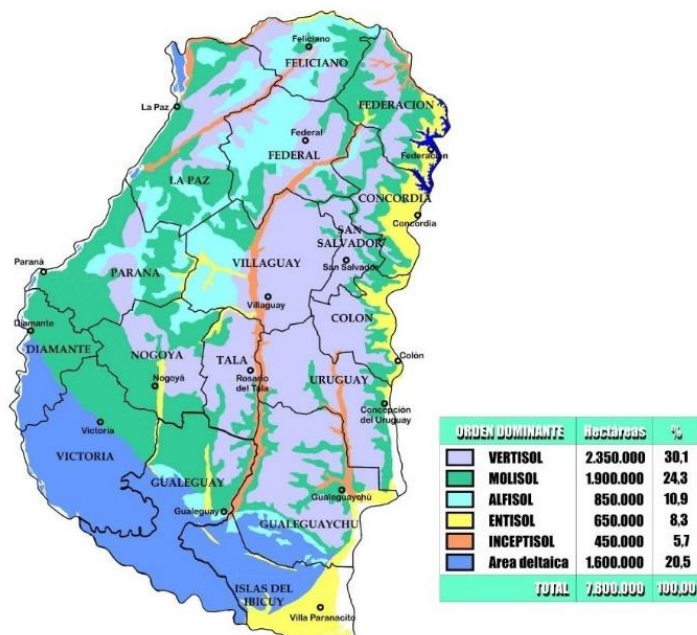 Feliciano
FELICIANO
La Paz
FEDERACION
Federal
FEDERAL
Federación
LA PAZ
CONCORDIA
Concordia
SAN
SALVADOR
San Salvador
Paraná
PARANA
VILLAGUAY
Villaguay
COLON
Diamante
DIAMANTE
NOGOYA
Nogoyá
TALA
Rosario
del Tala
Colón
URUGUAY
Concepción
del Uruguay
Victoria
VICTORIA
GUALEGUAY
Gualeguay
Gualeguaychú
GUALEGUAYCHU
ISLAS DEL
IBICUY
Villa Paranacito
ORDEN DOMINANTE Hectáreas %
VERTISOL 2.350.000 30,1
MOLISOL 1.900.000 24,3
ALFISOL 850.000 10,9
ENTISOL 650.000 8,3
INCEPTISOL 450.000 5,7
Area deltaica 1.600.000 20,5
TOTAL 7.800.000 100,00